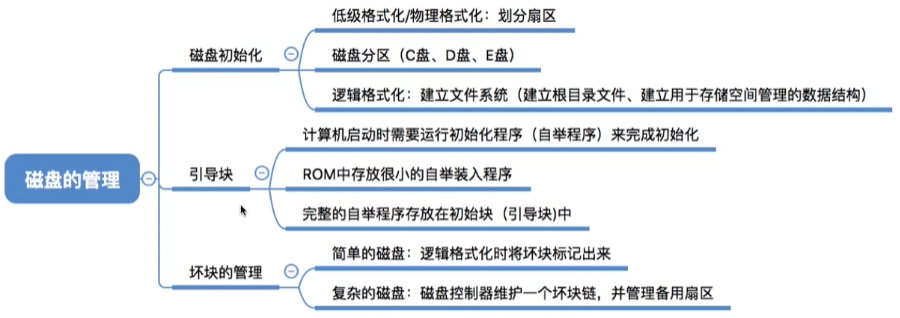 磁盘的管理
磁盘初始化
低级格式化/物理格式化：划分扇区
磁盘分区（C盘、D盘、E盘）
逻辑格式化：建立文件系统（建立根目录文件、建立用于存储空间管理的数据结构）
引导块
计算机启动时需要运行初始化程序（自举程序）来完成初始化
ROM中存放很小的自举装入程序
完整的自举程序存放在初始块（引导块)中
坏块的管理
简单的磁盘：逻辑格式化时将坏块标记出来
复杂的磁盘：磁盘控制器维护一个坏块链，并管理备用扇区